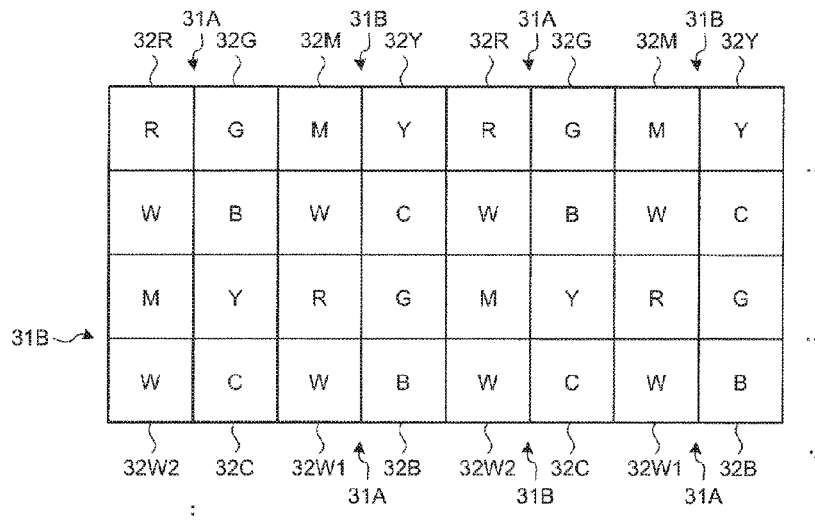 31A 31B 31A 31B
32R 32G 32M 32Y 32R 32G 32M 32Y
R G M Y R G M Y
W B W C W B W C
M Y R G M Y R G
31B
W C W B W C W B
32W2 32C 32W1 32B 32W2 32C 32W1 32B
31A 31B 31A